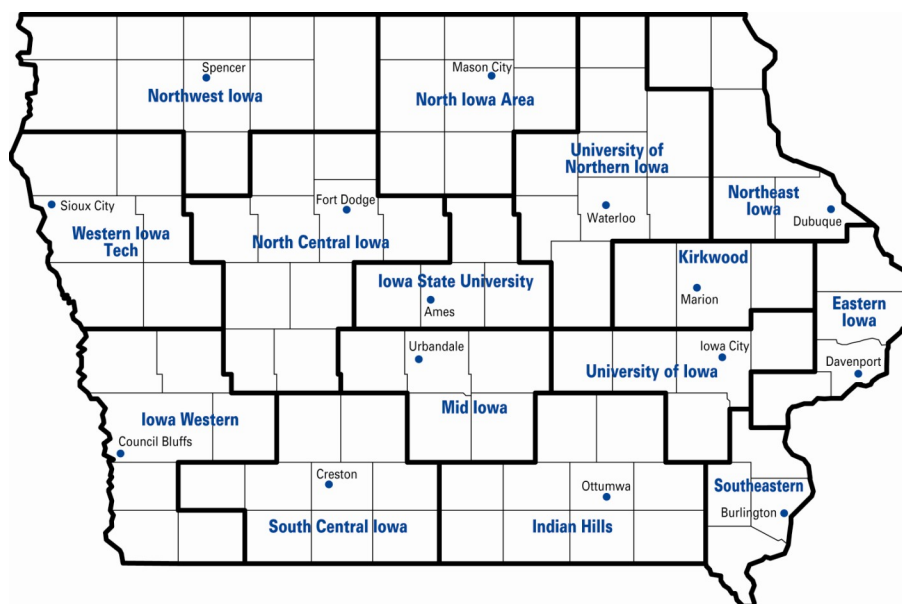 Spencer
Northwest Iowa
Mason City
North Iowa Area
University of
Northern Iowa
Waterloo
Northeast
Iowa
Dubuque
Sioux City
Western Iowa
Tech
Fort Dodge
North Central Iowa
Iowa State University
Ames
Kirkwood
Marion
Eastern
Iowa
Davenport
Urbandale
Mid Iowa
Iowa City
University of Iowa
Iowa Western
Council Bluffs
Creston
South Central Iowa
Ottumwa
Indian Hills
Southeastern
Burlington